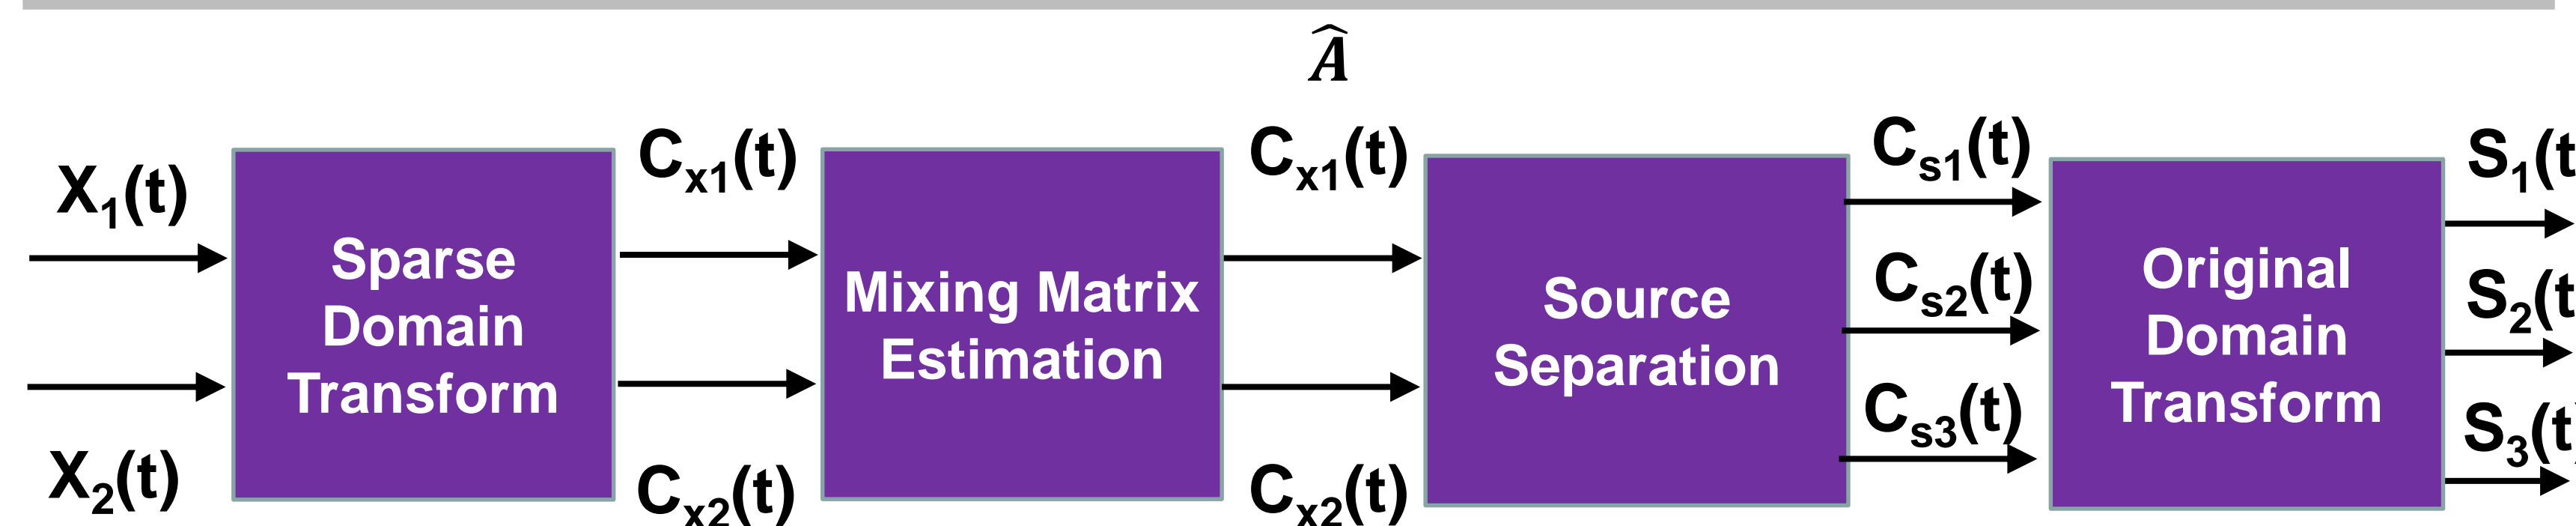 Â
X₁(t)
X₂(t)
Sparse
Domain
Transform
Cₓ₁(t)
Cₓ₂(t)
Mixing Matrix
Estimation
Cₓ₁(t)
Cₓ₂(t)
Source
Separation
Cₛ₁(t)
Cₛ₂(t)
Cₛ₃(t)
Original
Domain
Transform
S₁(t
S₂(t
S₃(t)